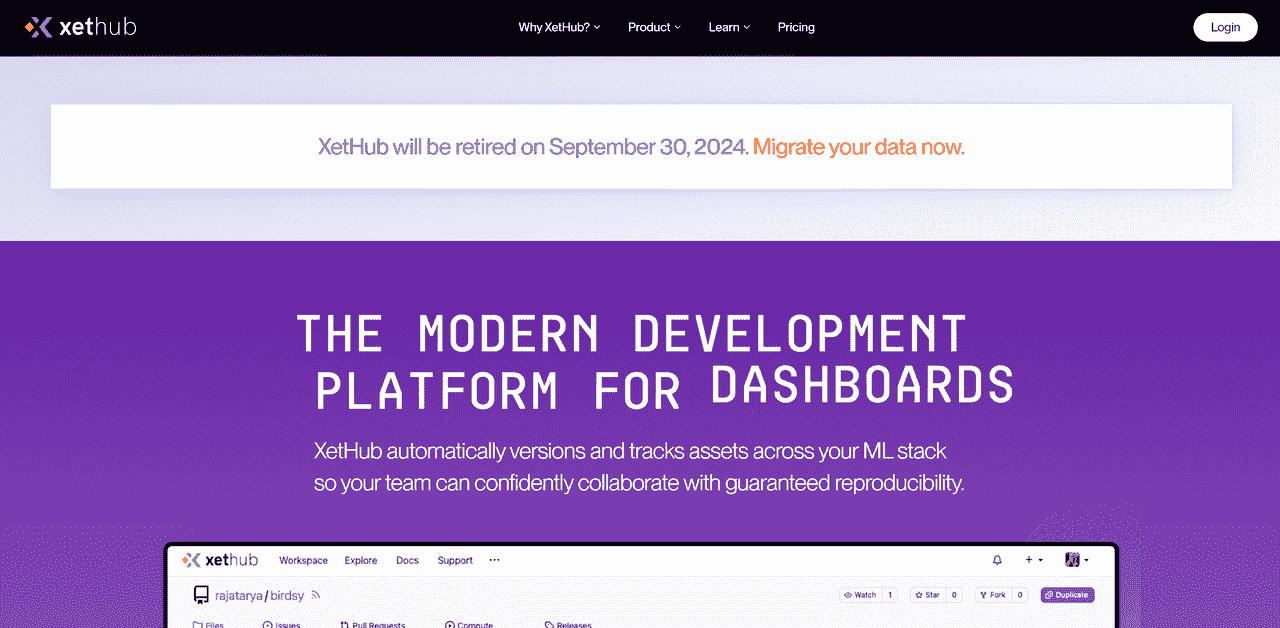 xethub
Why XetHub? Product Learn Pricing Login
XetHub will be retired on September 30, 2024. Migrate your data now.
THE MODERN DEVELOPMENT
PLATFORM FOR DASHBOARDS
XetHub automatically versions and tracks assets across your ML stack
so your team can confidently collaborate with guaranteed reproducibility.
xethub Workspace Explore Docs Support ···
rajatarya/birdsy Watch 1 Star 0 Fork 0 Duplicate
Files Issues Pull Requests Compute Releases